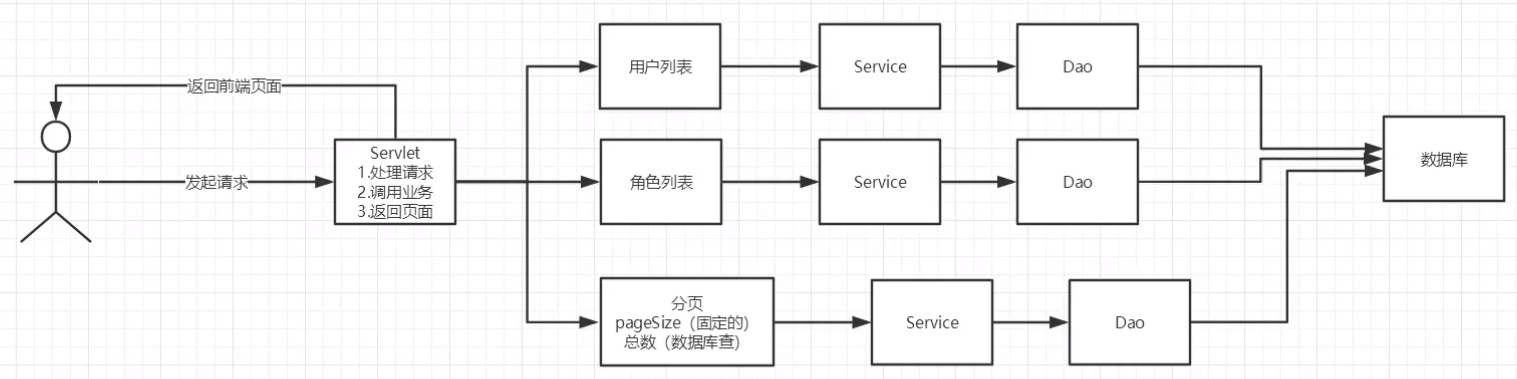 返回前端页面
发起请求
Servlet
1.处理请求
2.调用业务
3.返回页面
用户列表
Service
Dao
角色列表
Service
Dao
分页
pageSize（固定的）
总数（数据库查）
Service
Dao
数据库